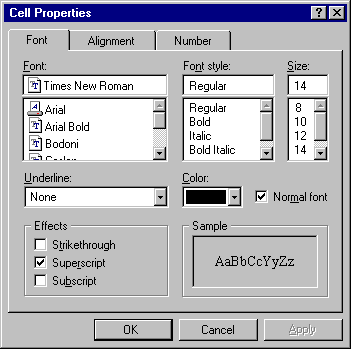 Cell Properties
Font Alignment Number
Font: Font style: Size:
Times New Roman Regular 14
Arial Regular 8
Arial Bold Bold 10
Bodoni Italic 12
Bold Italic 14
Underline: Color:
None Normal font
Effects Sample
Strikethrough
Superscript AaBbCcYyZz
Subscript
OK Cancel Apply